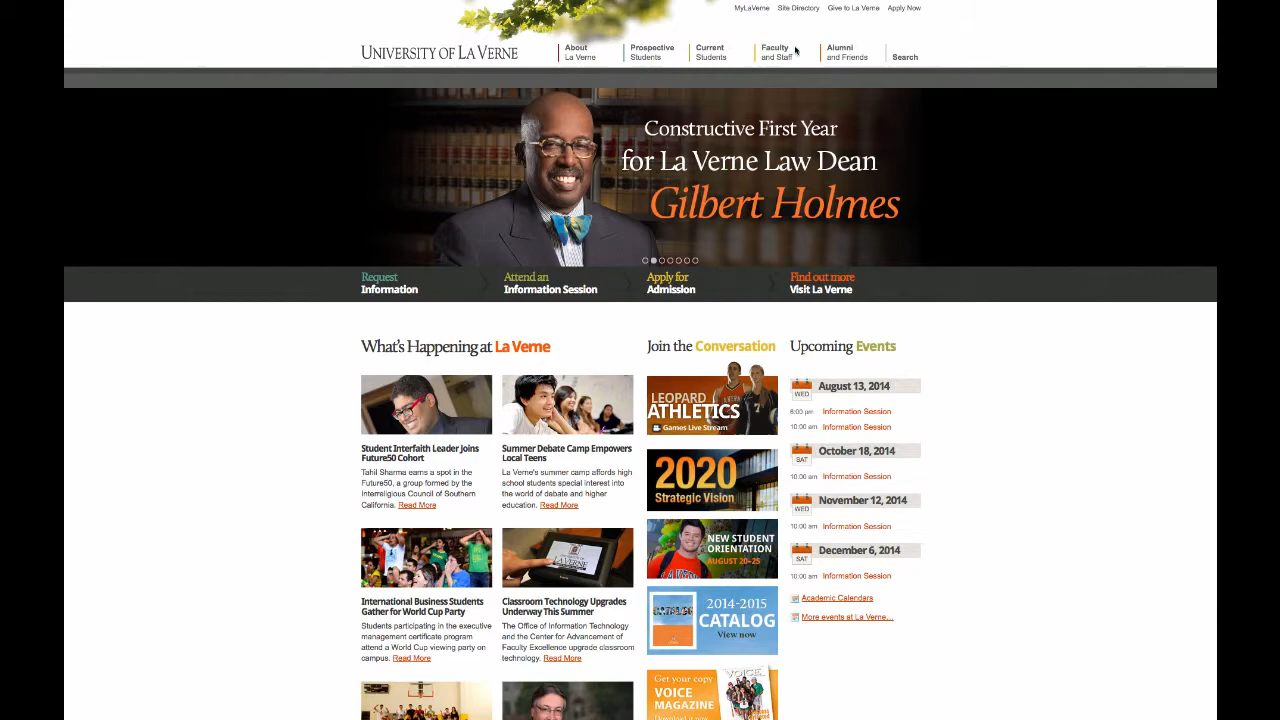 MyLaVerne Site Directory Give to La Verne Apply Now
UNIVERSITY OF LA VERNE
About
La Verne
Prospective
Students
Current
Students
Faculty
and Staff
Alumni
and Friends
Search
Constructive First Year
for La Verne Law Dean
Gilbert Holmes
Request
Information
Attend an
Information Session
Apply for
Admission
Find out more
Visit La Verne
What's Happening at La Verne
Student Interfaith Leader Joins
Future50 Cohort
Tahil Sharma earns a spot in the
Future50, a group formed by the
Interreligious Council of Southern
California. Read More
Summer Debate Camp Empowers
Local Teens
La Verne's summer camp affords high
school students special interest into
the world of debate and higher
education. Read More
International Business Students
Gather for World Cup Party
Students participating in the executive
management certificate program
attend a World Cup viewing party on
campus. Read More
Classroom Technology Upgrades
Underway This Summer
The Office of Information Technology
and the Center for Advancement of
Faculty Excellence upgrade classroom
technology. Read More
Join the Conversation
LEOPARD
ATHLETICS
Games Live Stream
2020
Strategic Vision
NEW STUDENT
ORIENTATION
AUGUST 20-25
CATALOG
2014-2015
CATALOG
View now
Get your copy
VOICE
MAGAZINE
Download it now
VOICE
Upcoming Events
WED
August 13, 2014
6:00 pm Information Session
10:00 am Information Session
SAT
October 18, 2014
10:00 am Information Session
WED
November 12, 2014
10:00 am Information Session
SAT
December 6, 2014
10:00 am Information Session
Academic Calendars
More events at La Verne...